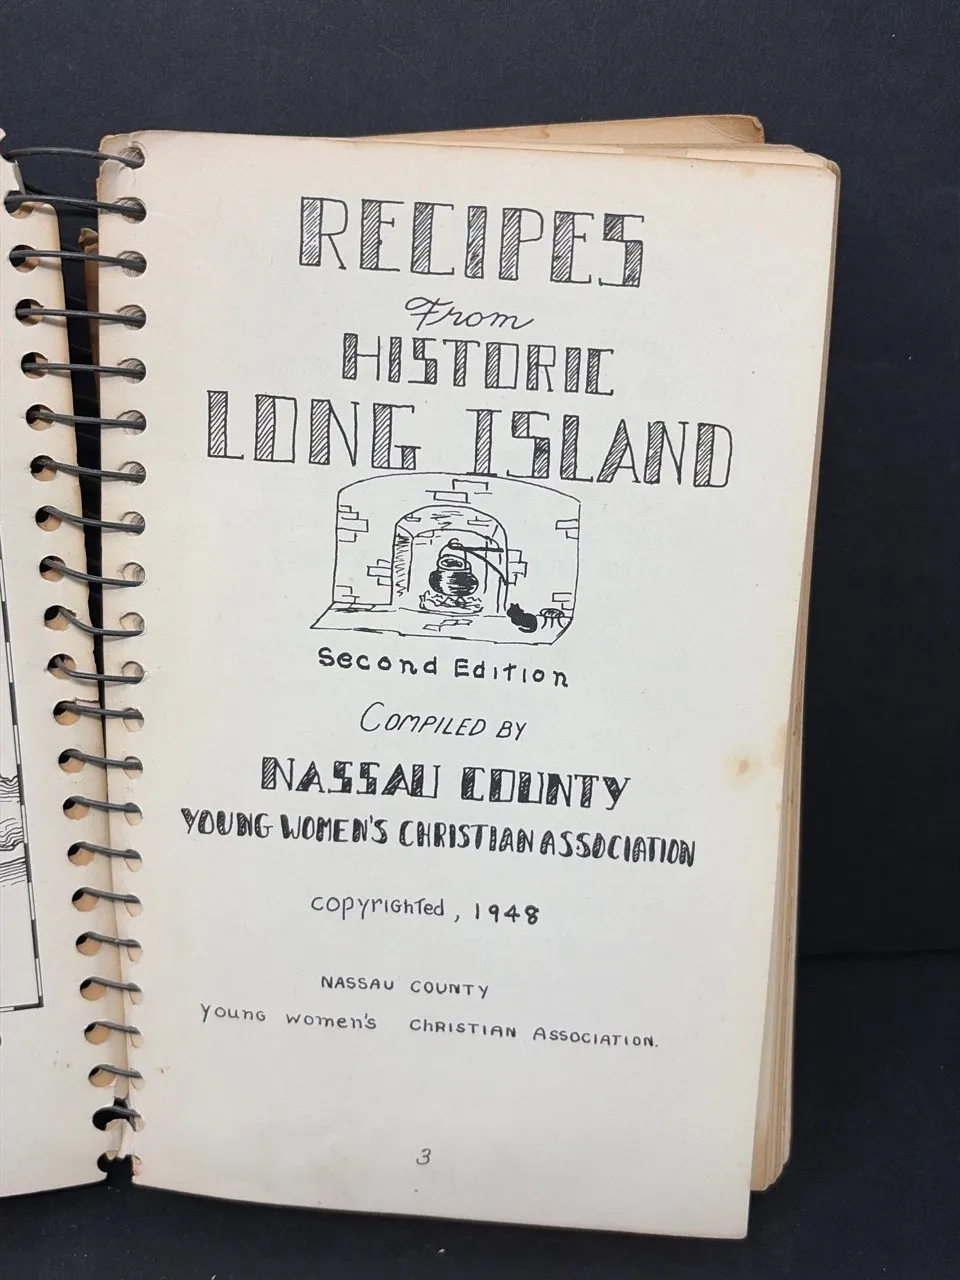 RECIPES
From
HISTORIC
LONG ISLAND
Second Edition
COMPILED BY
NASSAU COUNTY
YOUNG WOMEN'S CHRISTIAN ASSOCIATION
copyrighted, 1948
NASSAU COUNTY
Young Women's Christian Association.
3